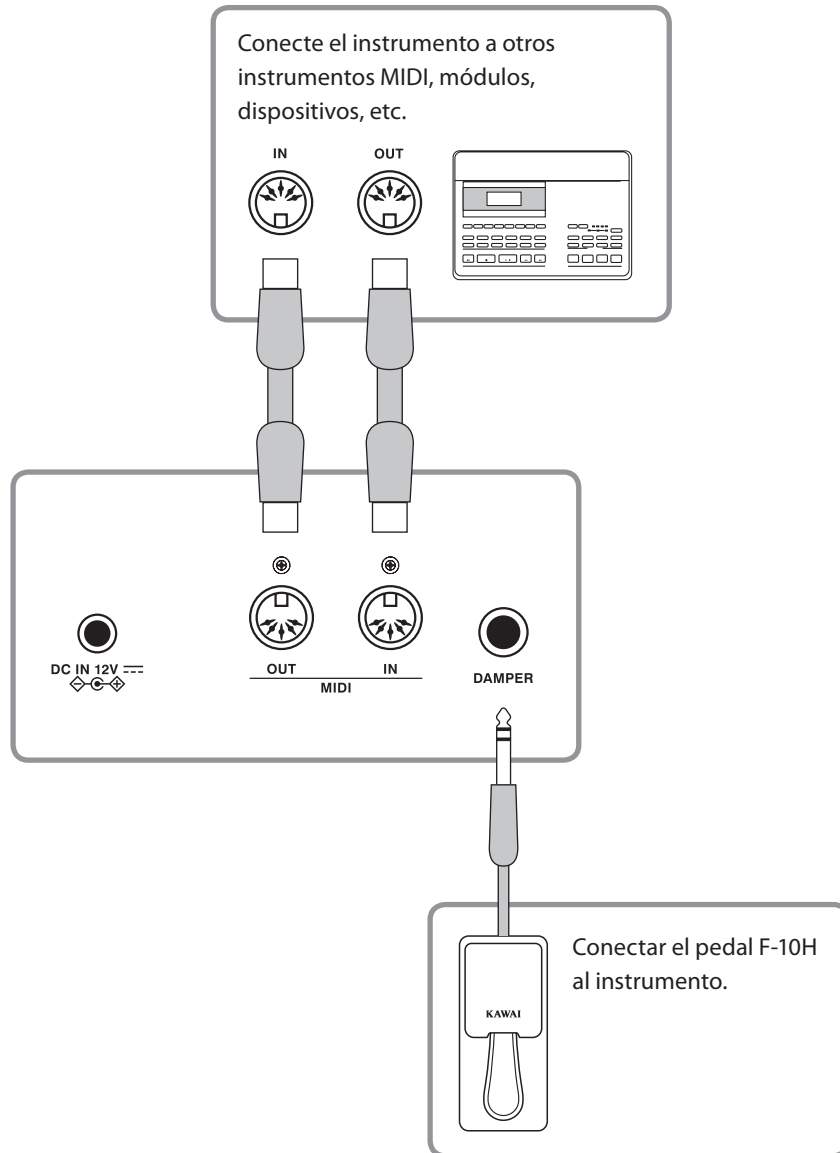 Conecte el instrumento a otros
instrumentos MIDI, módulos,
dispositivos, etc.
IN OUT
DC IN 12V
OUT IN
MIDI
DAMPER
Conectar el pedal F-10H
al instrumento.
KAWAI